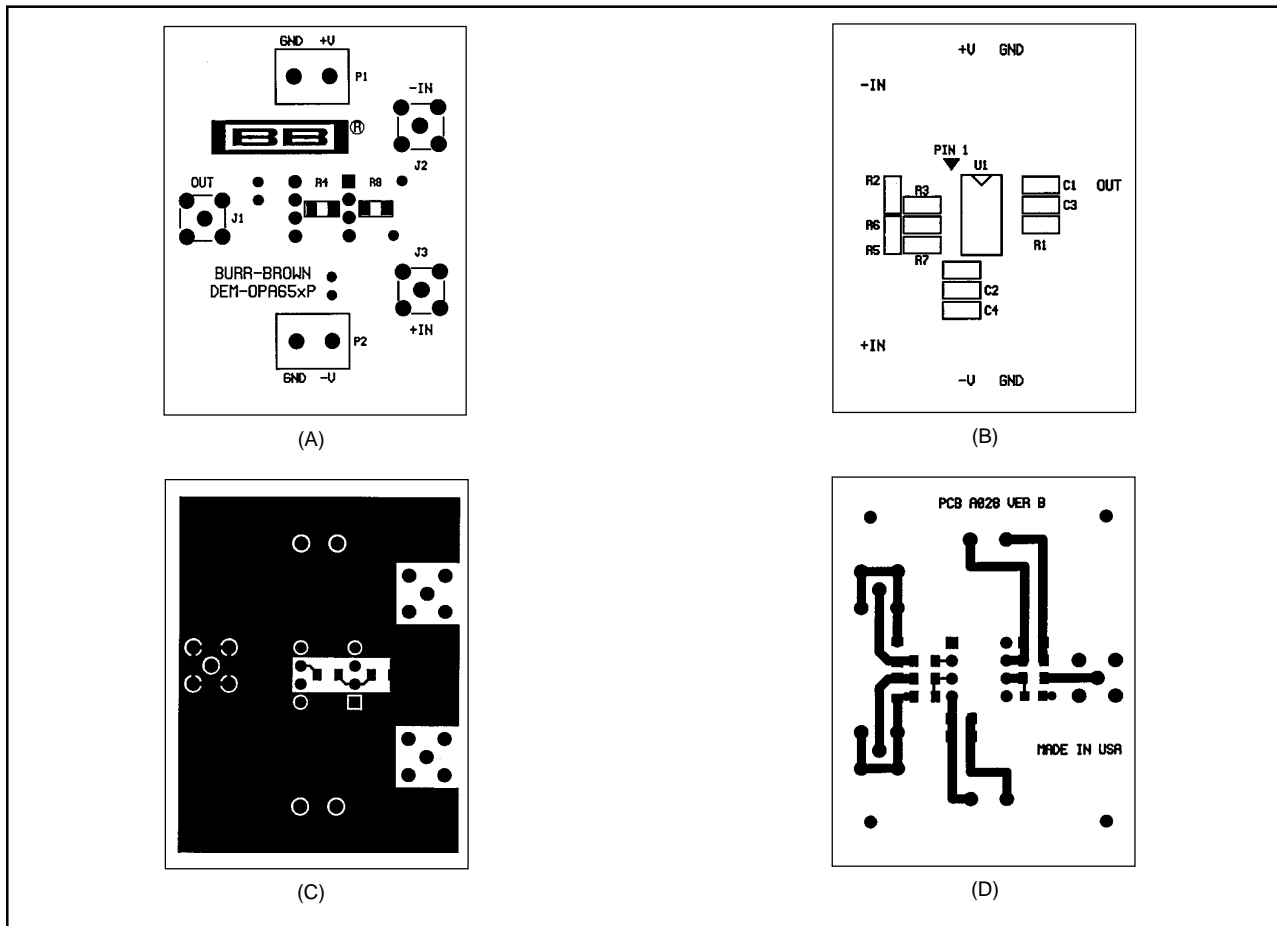 GND +V
P1
-IN
BB®
J2
OUT
R4 R8
J1
J3
BURR-BROWN
DEM-OPA65xP
+IN
P2
GND -V
(A)
+V GND
-IN
PIN 1
U1
R2
R3
C1
OUT
C3
R6
R5
R7
R1
C2
C4
+IN
-V GND
(B)
(C)
PCB A028 VER B
MADE IN USA
(D)